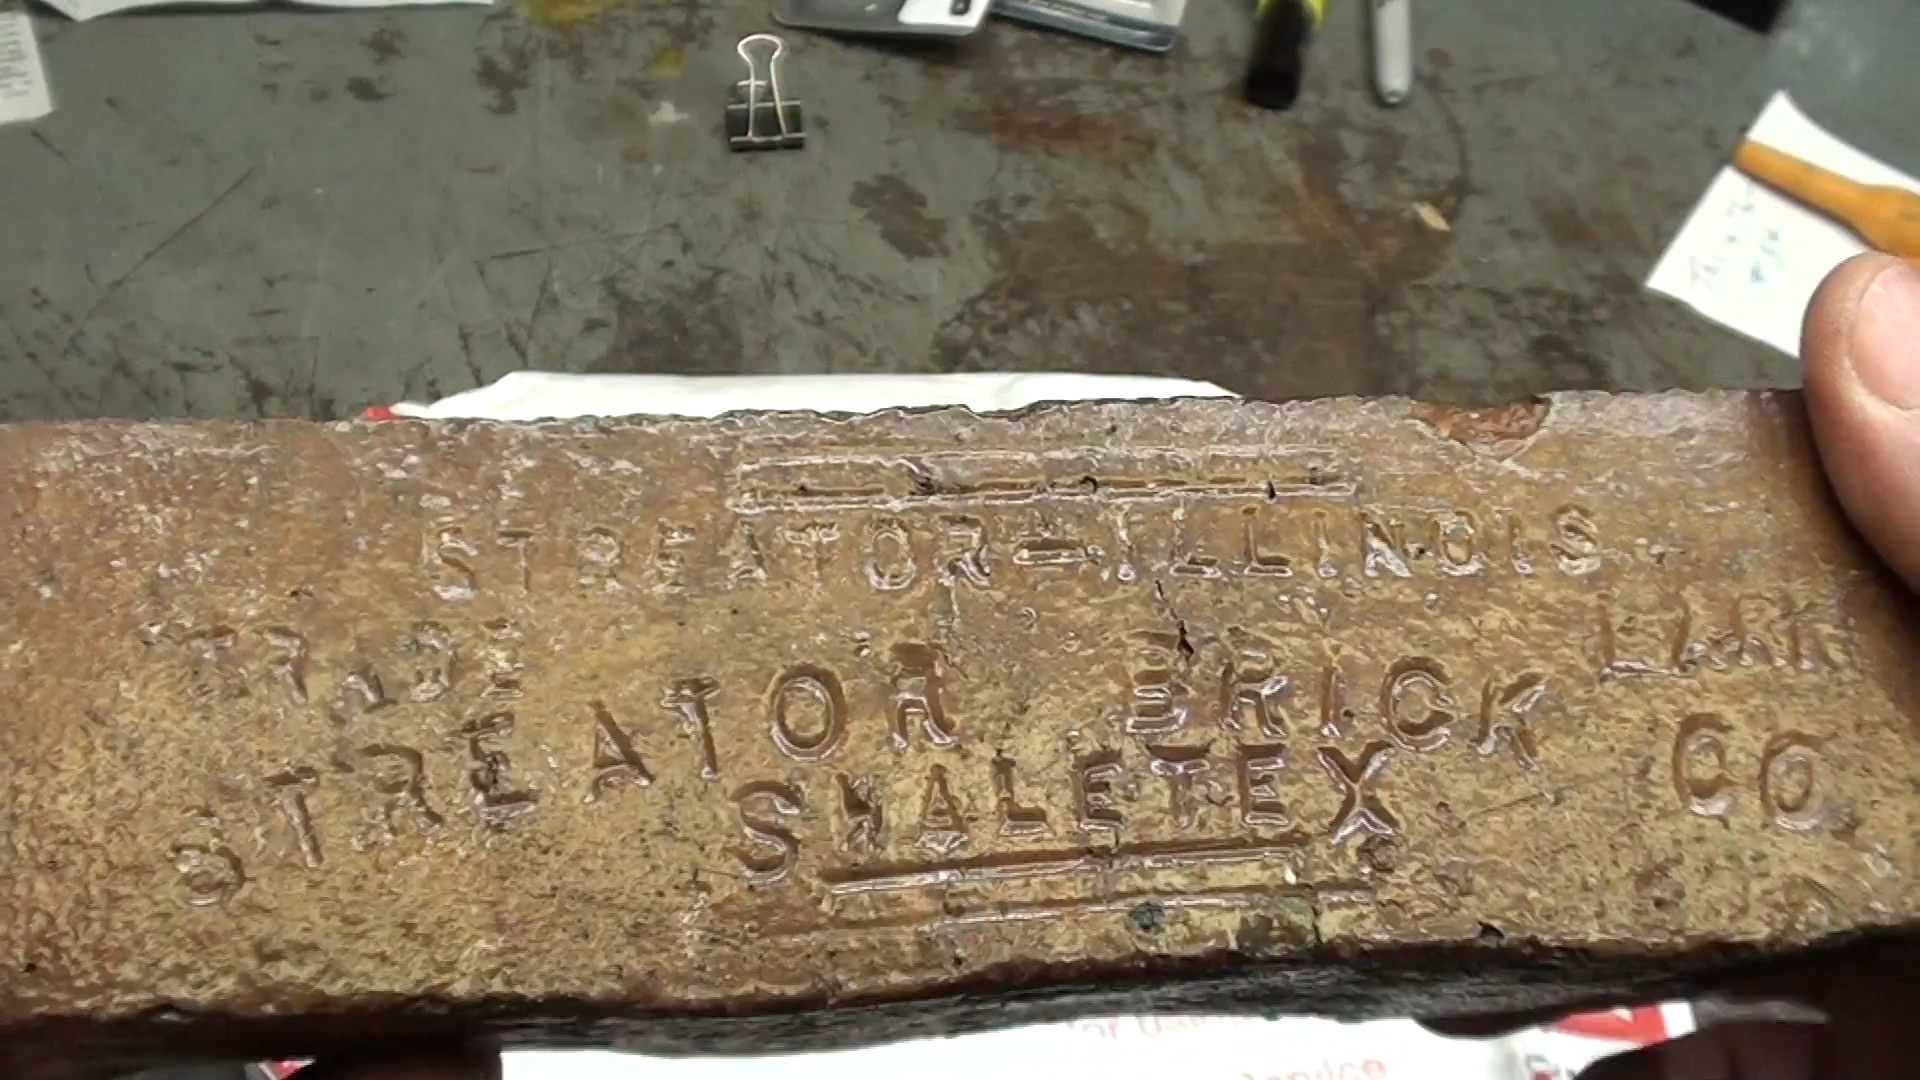 STREATOR-ILLINOIS
TRADE MARK
STREATOR BRICK CO
SHALETEX